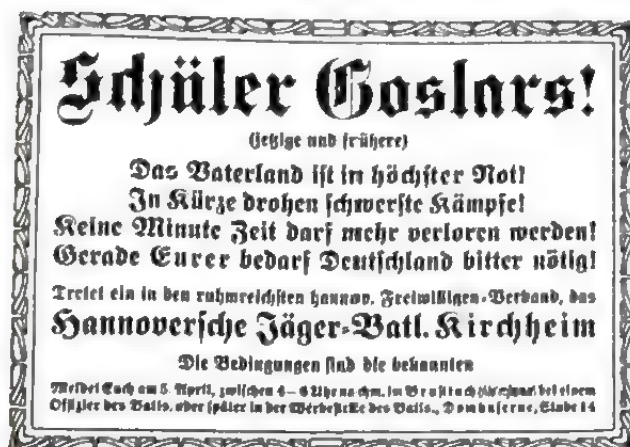 Schüler Goslars!
(jetzige und frühere)
Das Vaterland ist in höchster Not!
In Kürze drohen schwerste Kämpfe!
Keine Minute Zeit darf mehr verloren werden!
Gerade Eurer bedarf Deutschland bitter nötig!
Tretet ein in den ruhmreichsten hannov. Freiwilligen-Verband, das
Hannoversche Jäger-Batl. Kirchheim
Die Bedingungen sind die bekannten
Meldet Euch am 5. April, zwischen 4–6 Uhr nachm. im bei einem
Offizier des Batls. oder später in der Werbestelle des Batls., Domkaserne, Stube 14